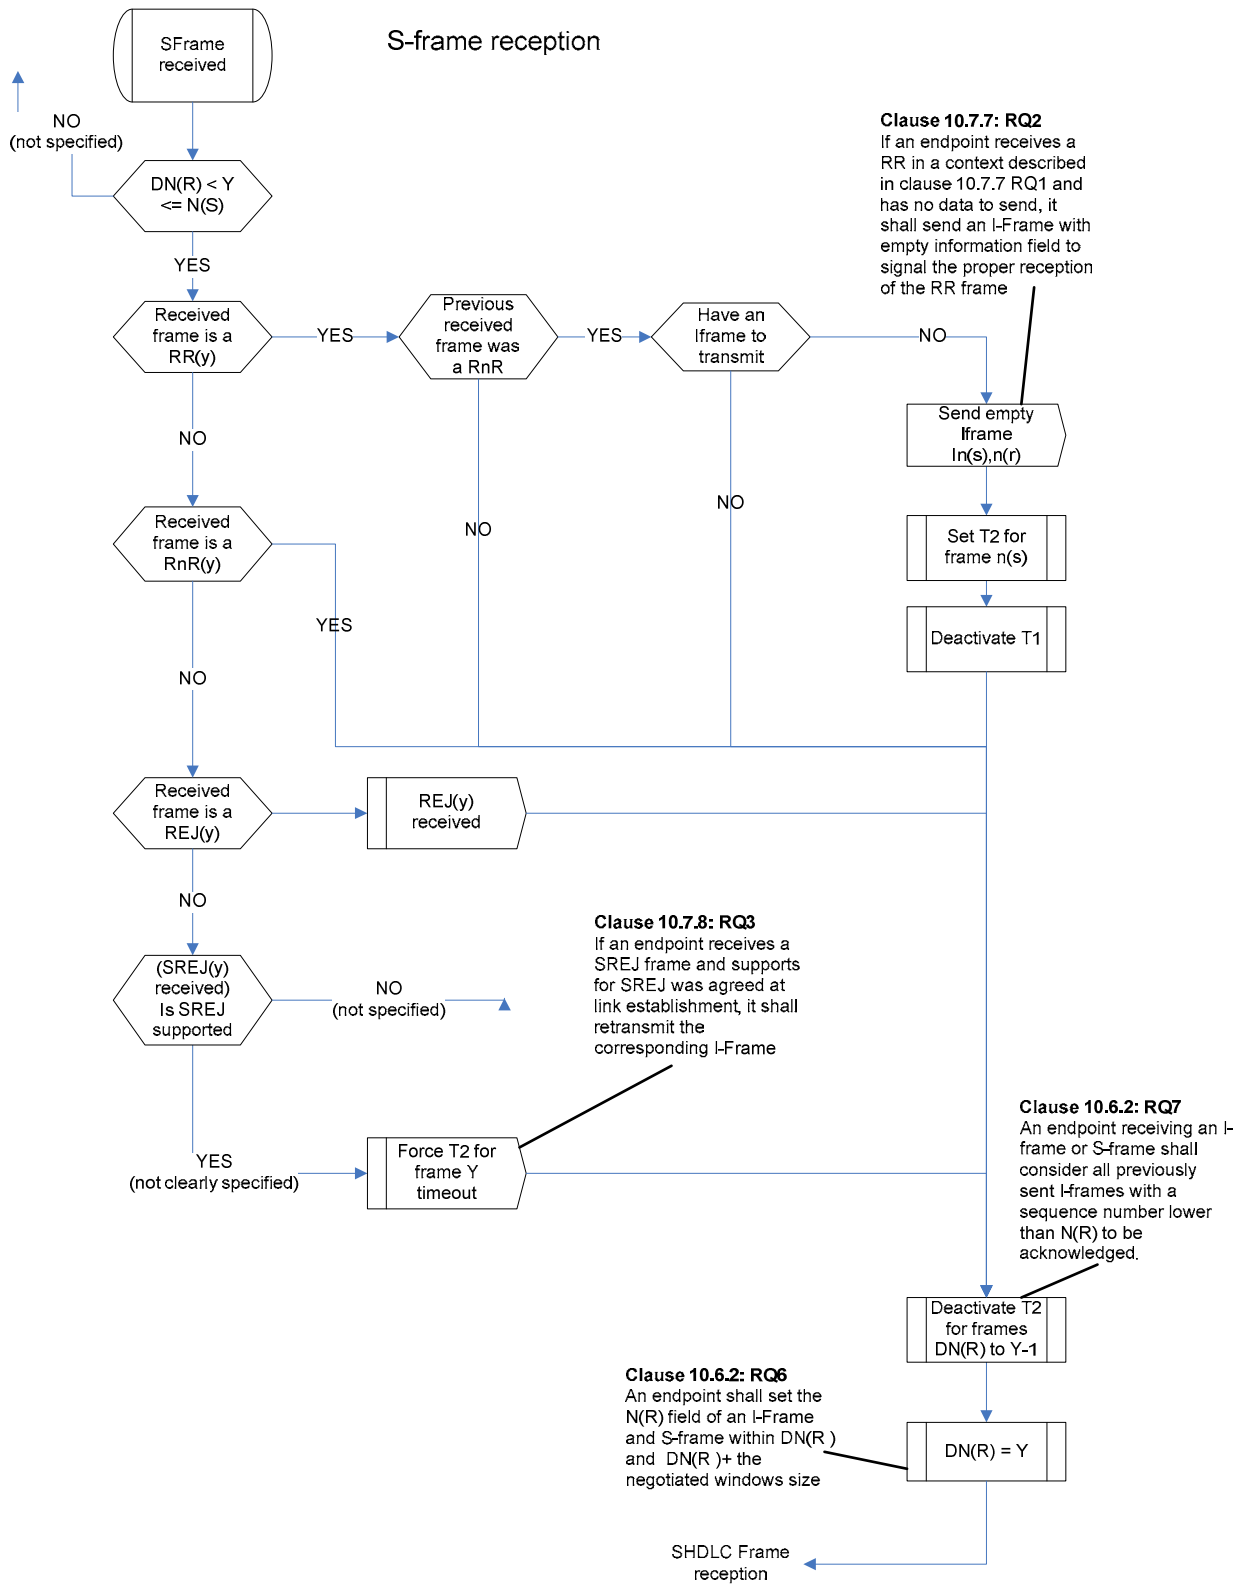 S-frame reception
SFrame
received
NO
(not specified)
DN(R) < Y
<= N(S)
YES
Clause 10.7.7: RQ2
If an endpoint receives a
RR in a context described
in clause 10.7.7 RQ1 and
has no data to send, it
shall send an I-Frame with
empty information field to
signal the proper reception
of the RR frame
Received
frame is a
RR(y)
YES
Previous
received
frame was
a RnR
YES
Have an
Iframe to
transmit
NO
Send empty
Iframe
In(s),n(r)
NO
NO
NO
Received
frame is a
RnR(y)
YES
Set T2 for
frame n(s)
Deactivate T1
NO
Received
frame is a
REJ(y)
REJ(y)
received
NO
Clause 10.7.8: RQ3
If an endpoint receives a
SREJ frame and supports
for SREJ was agreed at
link establishment, it shall
retransmit the
corresponding I-Frame
(SREJ(y)
received)
Is SREJ
supported
NO
(not specified)
YES
(not clearly specified)
Force T2 for
frame Y
timeout
Clause 10.6.2: RQ7
An endpoint receiving an I-
frame or S-frame shall
consider all previously
sent I-frames with a
sequence number lower
than N(R) to be
acknowledged.
Deactivate T2
for frames
DN(R) to Y-1
Clause 10.6.2: RQ6
An endpoint shall set the
N(R) field of an I-Frame
and S-frame within DN(R )
and DN(R )+ the
negotiated windows size
DN(R) = Y
SHDLC Frame
reception